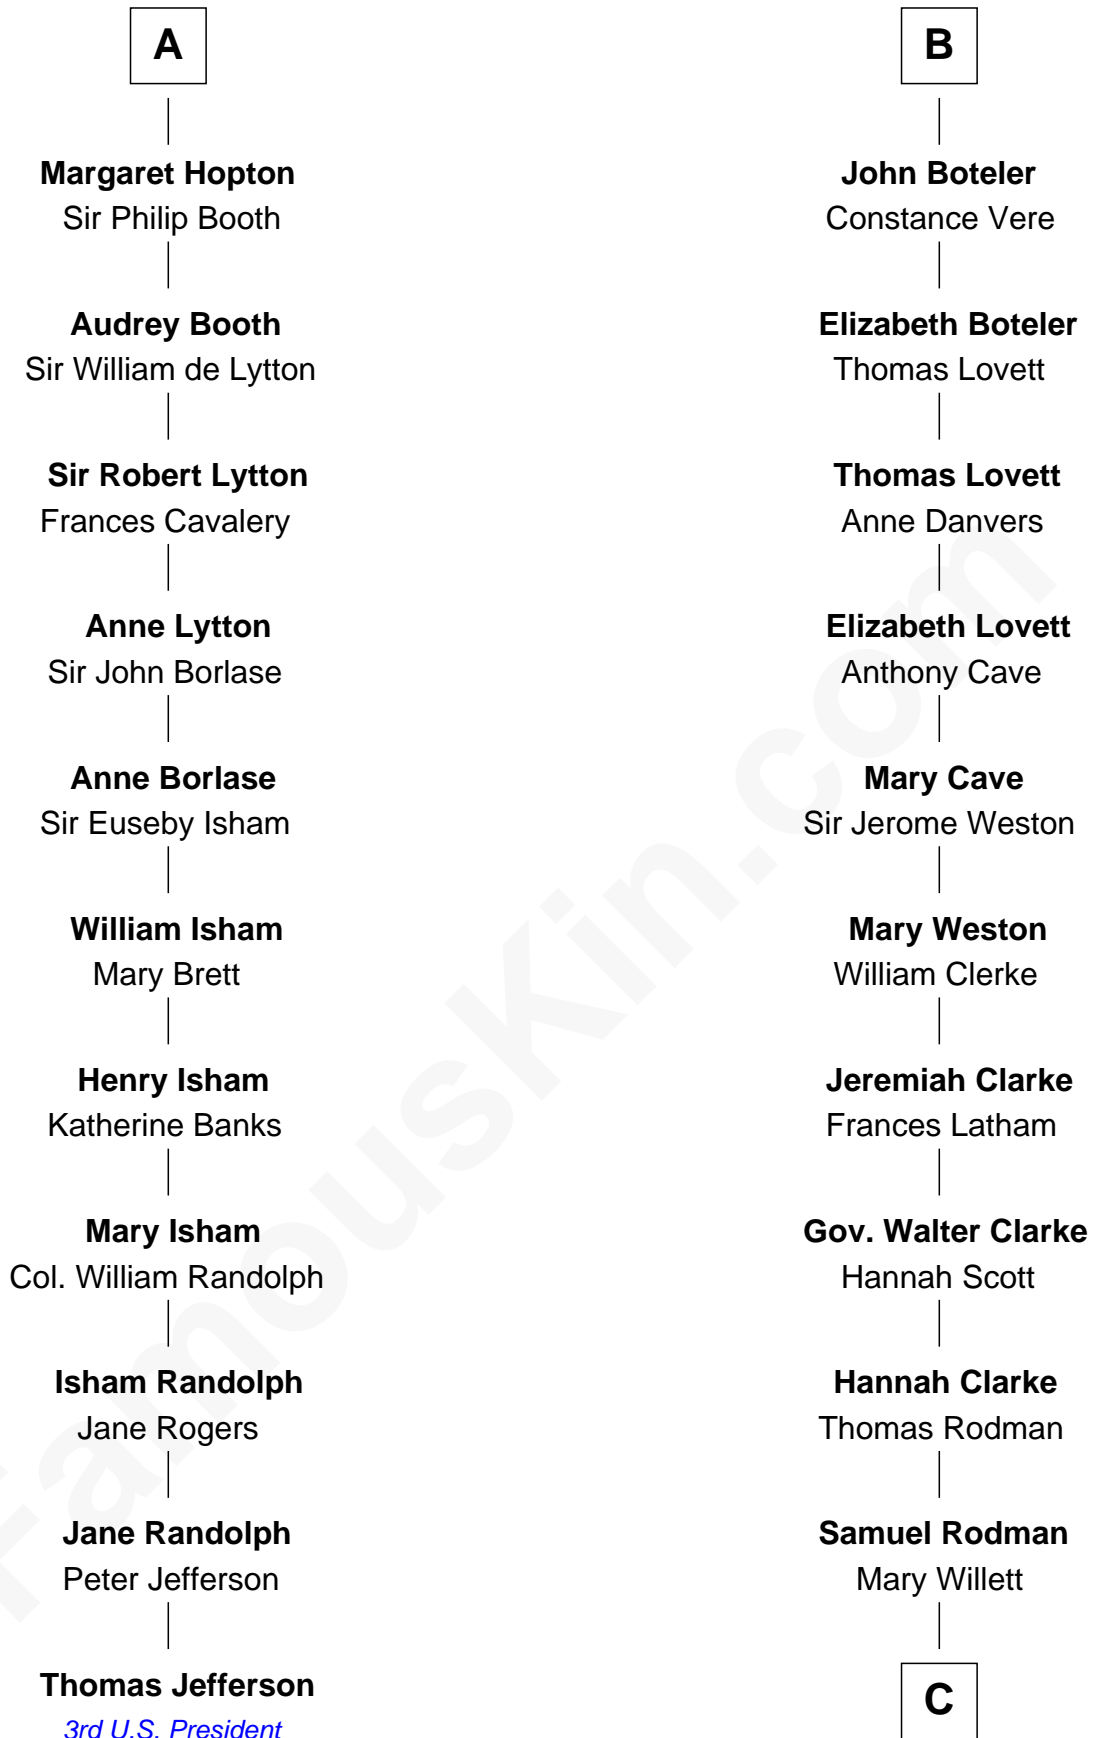 A
Margaret Hopton
Sir Philip Booth
Audrey Booth
Sir William de Lytton
Sir Robert Lytton
Frances Cavalery
Anne Lytton
Sir John Borlase
Anne Borlase
Sir Euseby Isham
William Isham
Mary Brett
Henry Isham
Katherine Banks
Mary Isham
Col. William Randolph
Isham Randolph
Jane Rogers
Jane Randolph
Peter Jefferson
Thomas Jefferson
3rd U.S. President
B
John Boteler
Constance Vere
Elizabeth Boteler
Thomas Lovett
Thomas Lovett
Anne Danvers
Elizabeth Lovett
Anthony Cave
Mary Cave
Sir Jerome Weston
Mary Weston
William Clerke
Jeremiah Clarke
Frances Latham
Gov. Walter Clarke
Hannah Scott
Hannah Clarke
Thomas Rodman
Samuel Rodman
Mary Willett
C
FamousKin.com